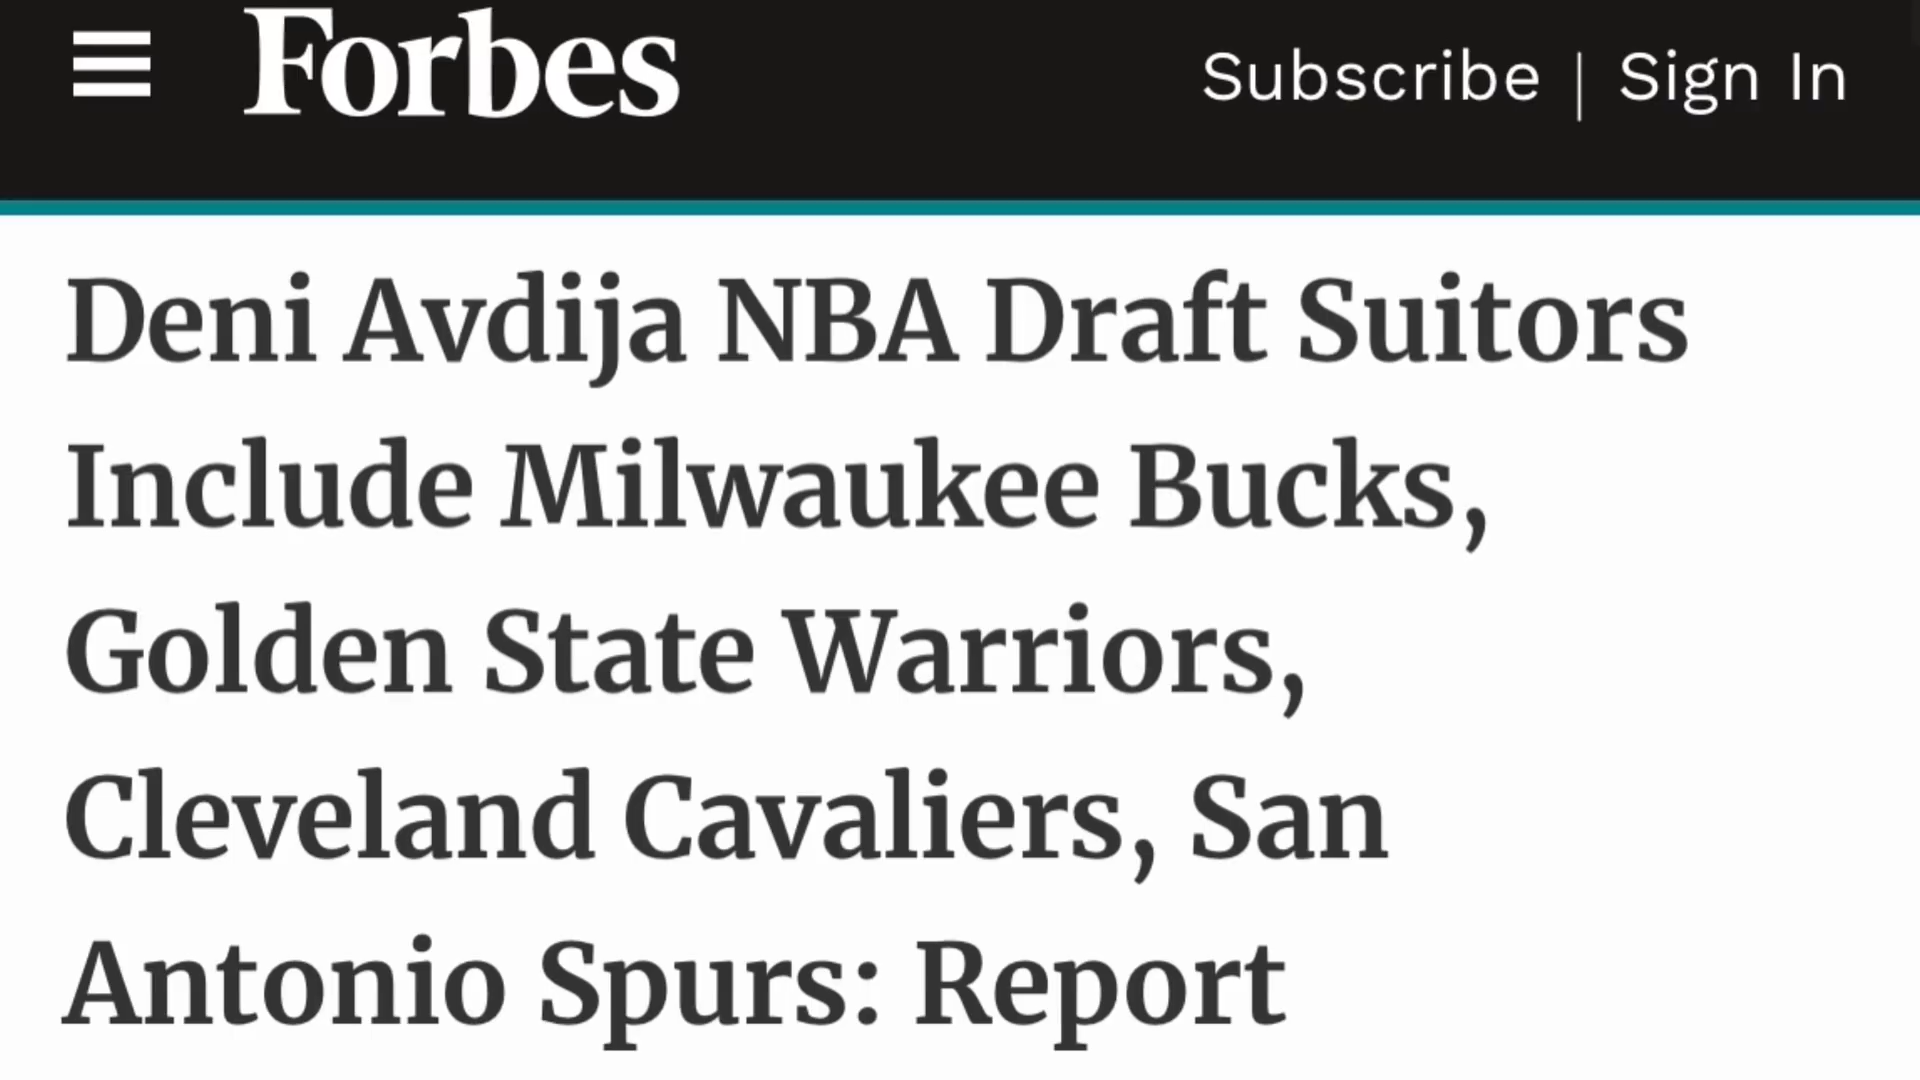 Forbes
Subscribe | Sign In
Deni Avdija NBA Draft Suitors
Include Milwaukee Bucks,
Golden State Warriors,
Cleveland Cavaliers, San
Antonio Spurs: Report